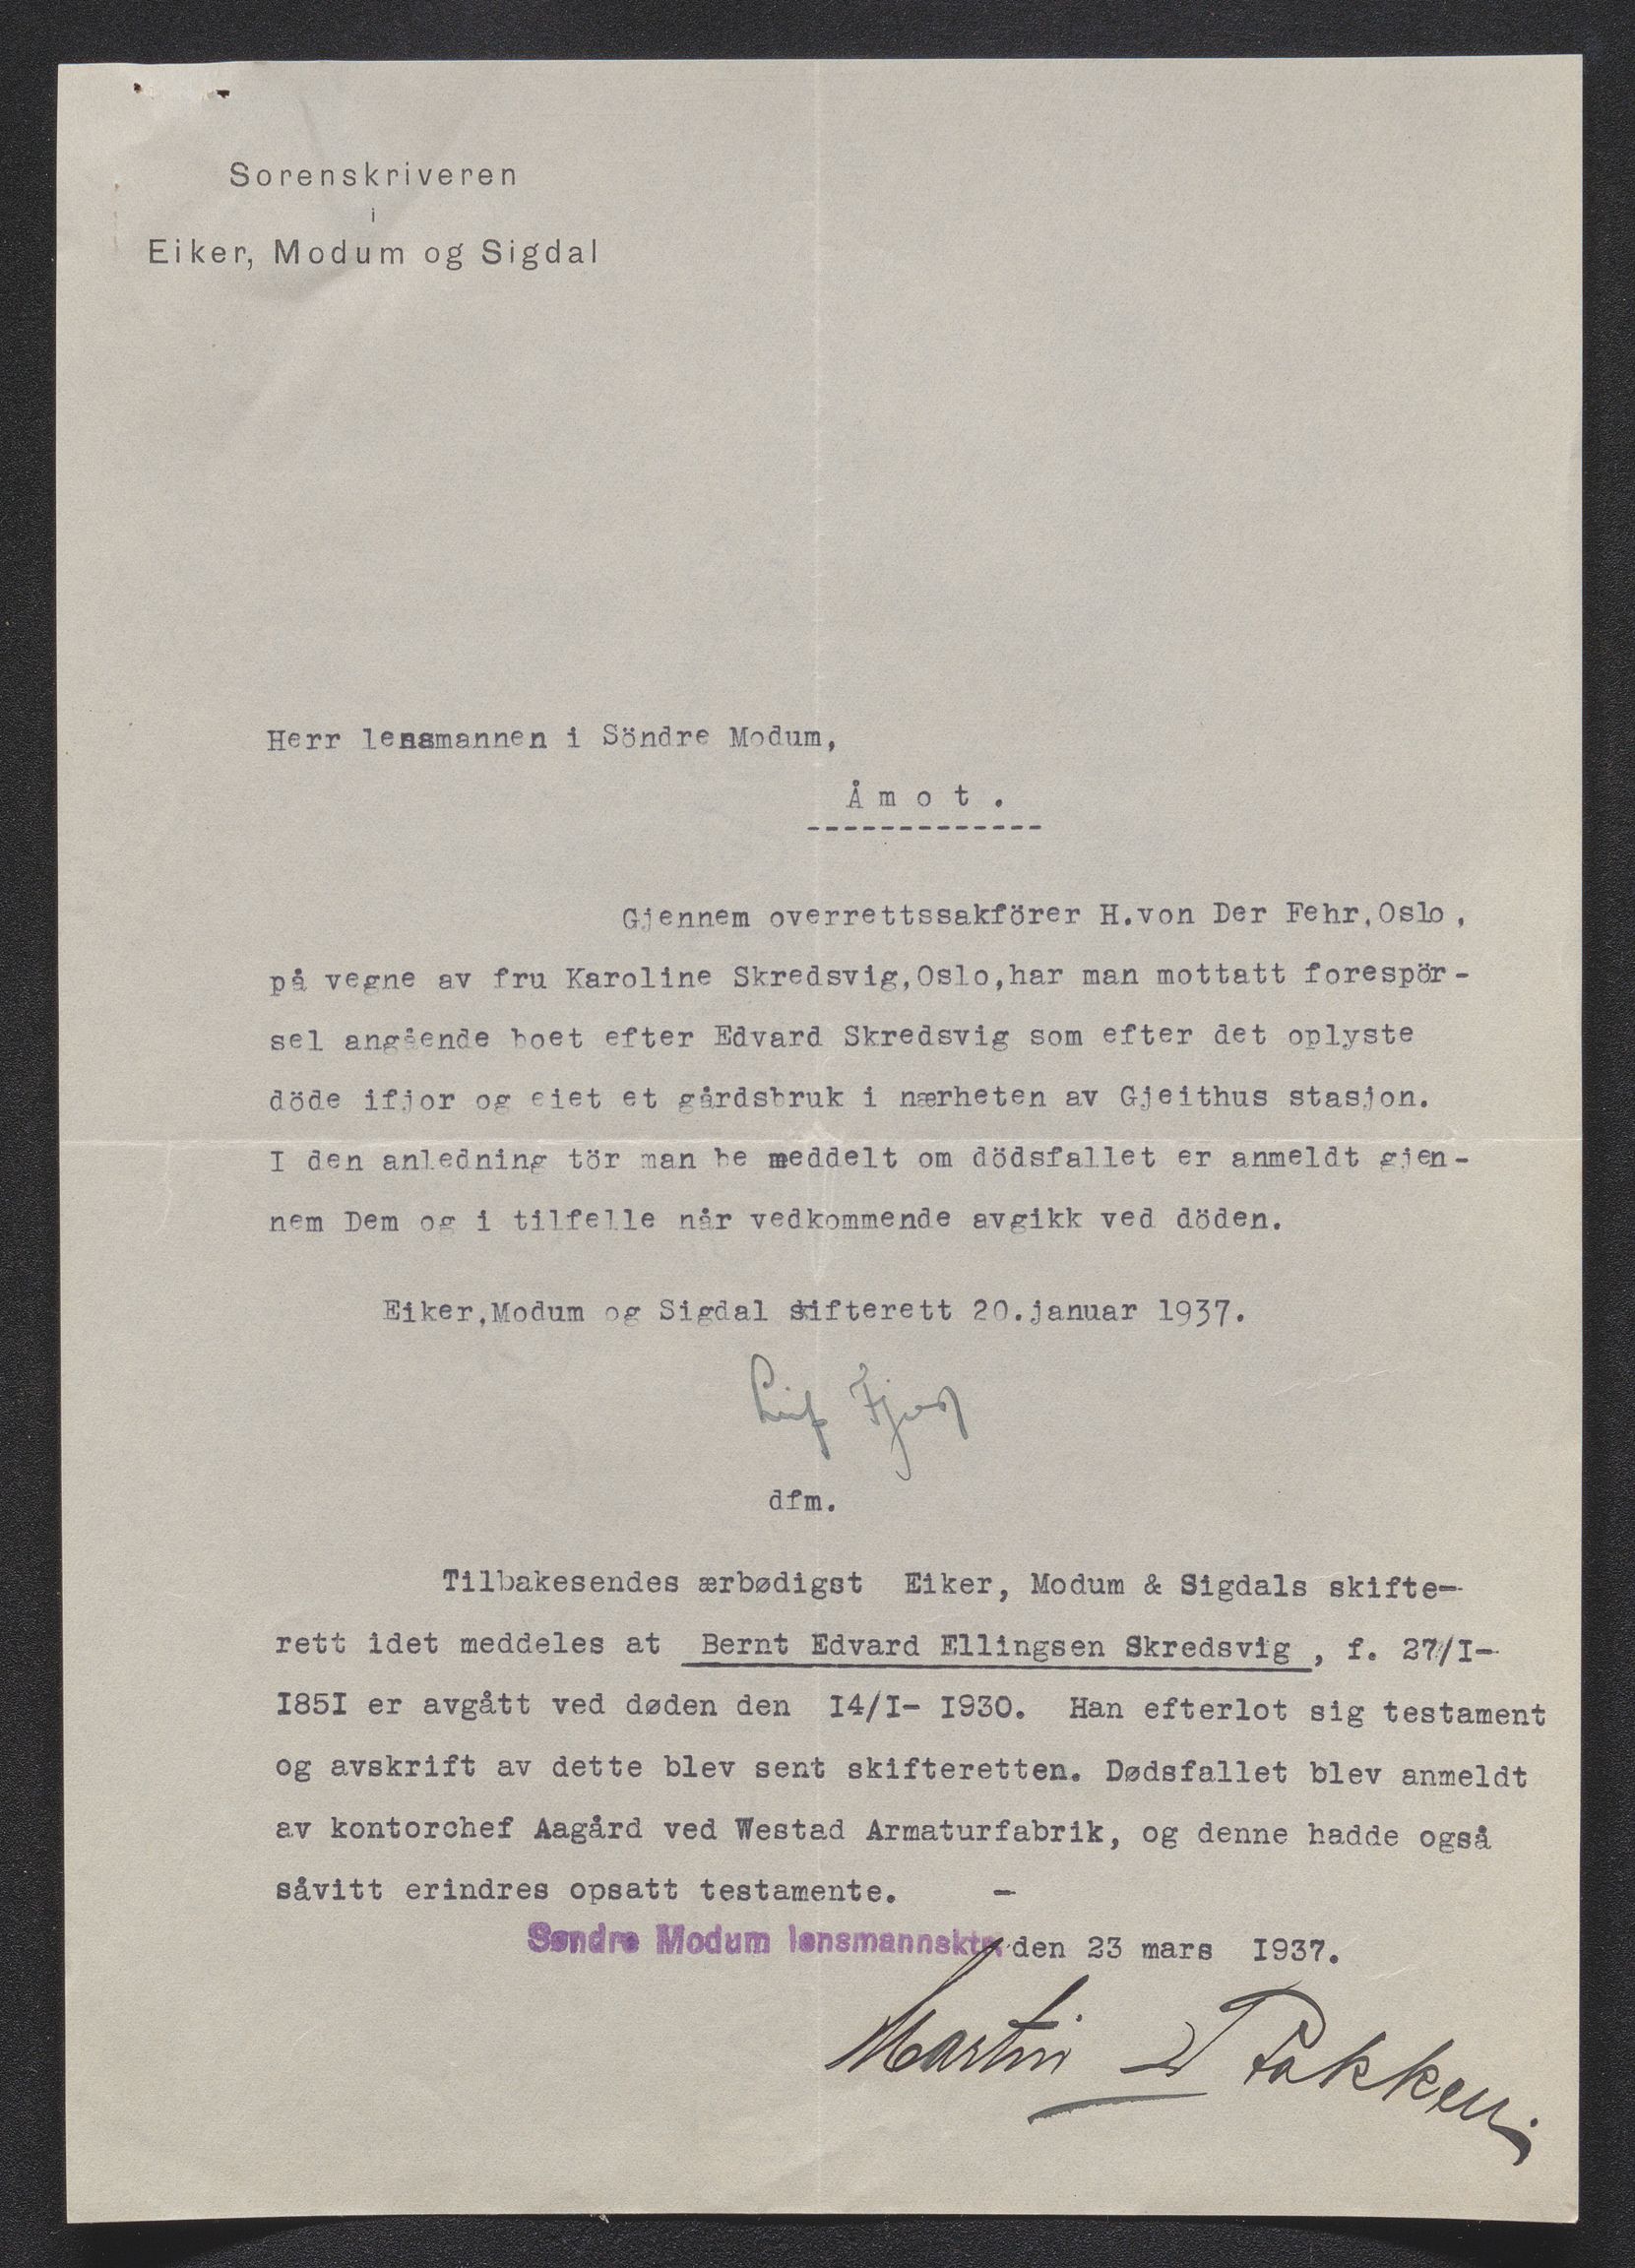 Sorenskriveren
i
Eiker, Modum og Sigdal
Herr lensmannen i Söndre Modum,
Åmot.
Gjennem overrettssakförer H.von Der Fehr,Oslo,
på vegne av fru Karoline Skredsvig,Oslo,har man mottatt forespör-
sel angående boet efter Edvard Skredsvig som efter det oplyste
döde ifjor og eiet et gårdsbruk i nærheten av Gjeithus stasjon.
I den anledning tör man be meddelt om dödsfallet er anmeldt gjen-
nem Dem og i tilfelle når vedkommende avgikk ved döden.
Eiker,Modum og Sigdal skifterett 20.januar 1937.
Leif
dfm.
Tilbakesendes ærbødigst Eiker, Modum & Sigdals skifte-
rett idet meddeles at Bernt Edvard Ellingsen Skredsvig , f. 27/I-
I85I er avgått ved døden den I4/I- I930. Han efterlot sig testament
og avskrift av dette blev sent skifteretten. Dødsfallet blev anmeldt
av kontorchef Aagård ved Westad Armaturfabrik, og denne hadde også
såvitt erindres opsatt testamente. -
Søndre Modum lensmannskto. den 23 mars I937.
Martin